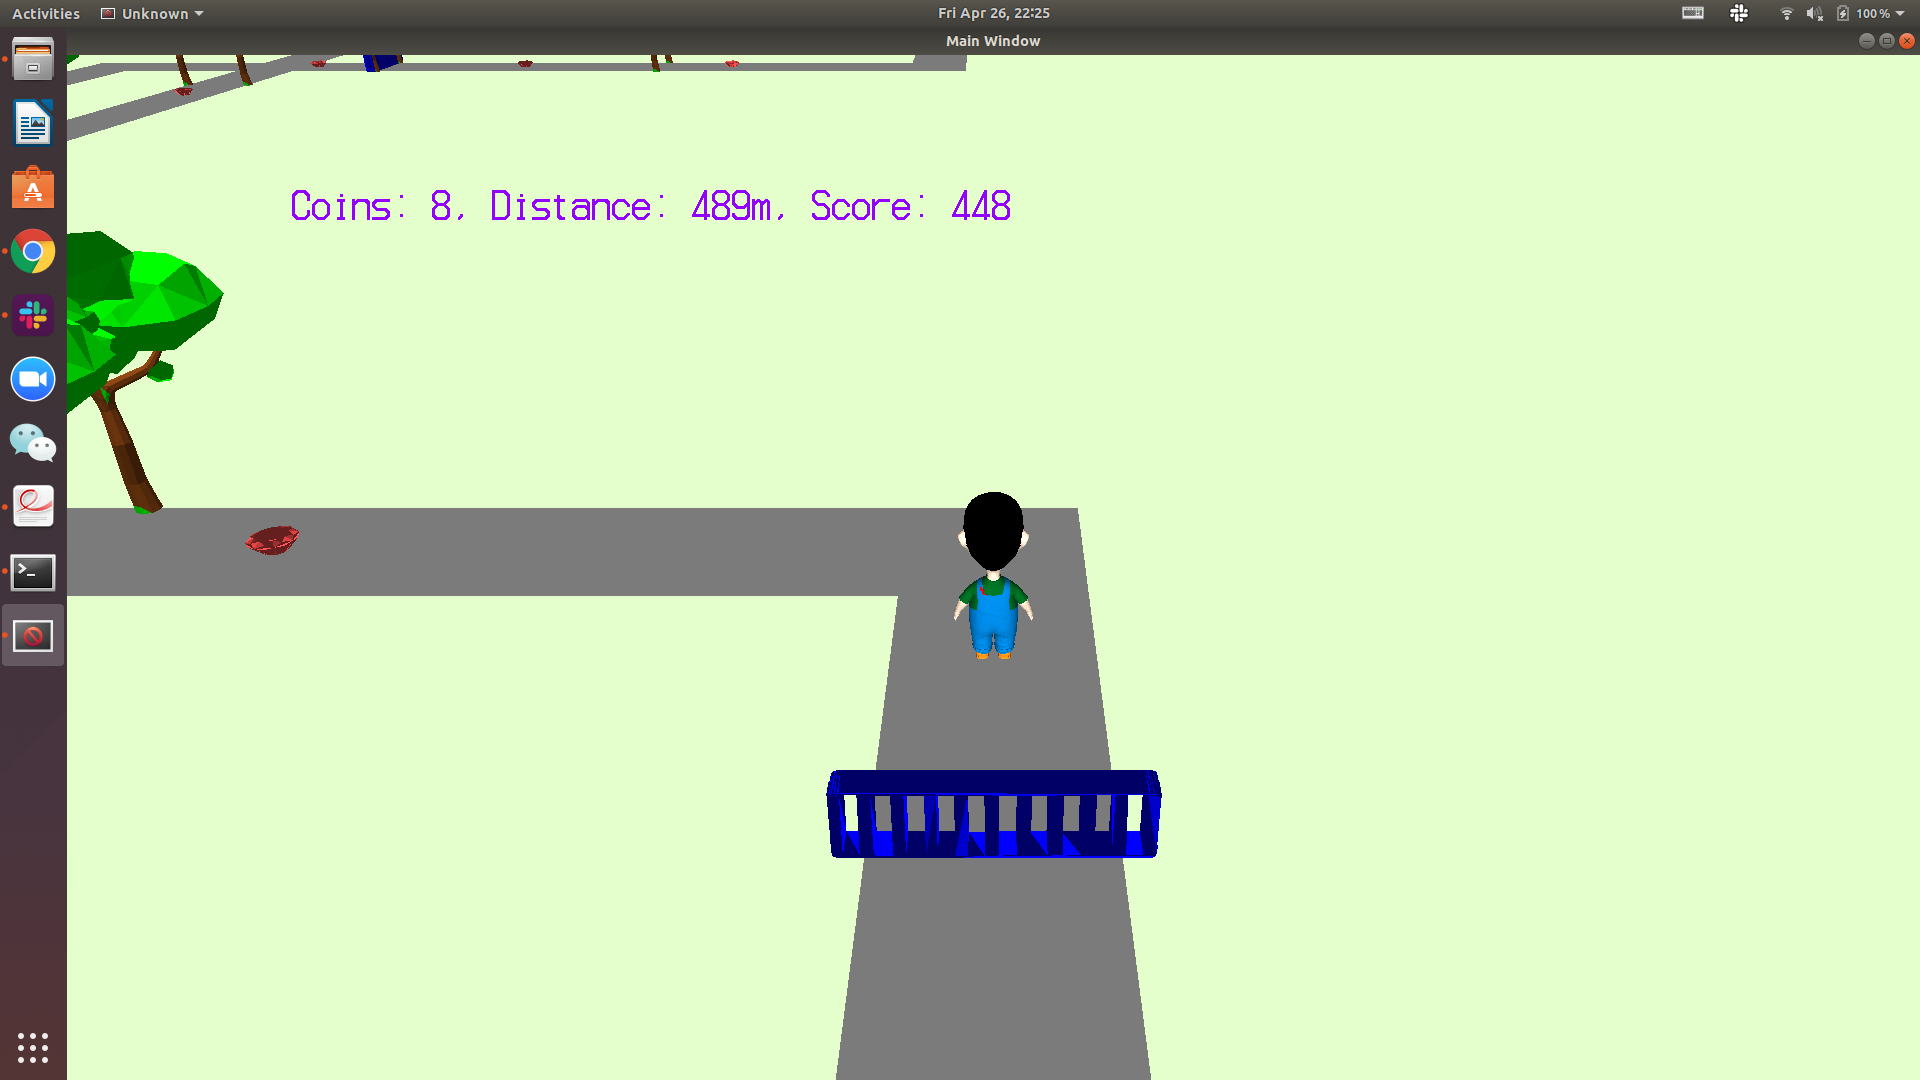 Activities Unknown Fri Apr 26, 22:25 100%
Main Window
Coins: 8, Distance: 489m, Score: 448